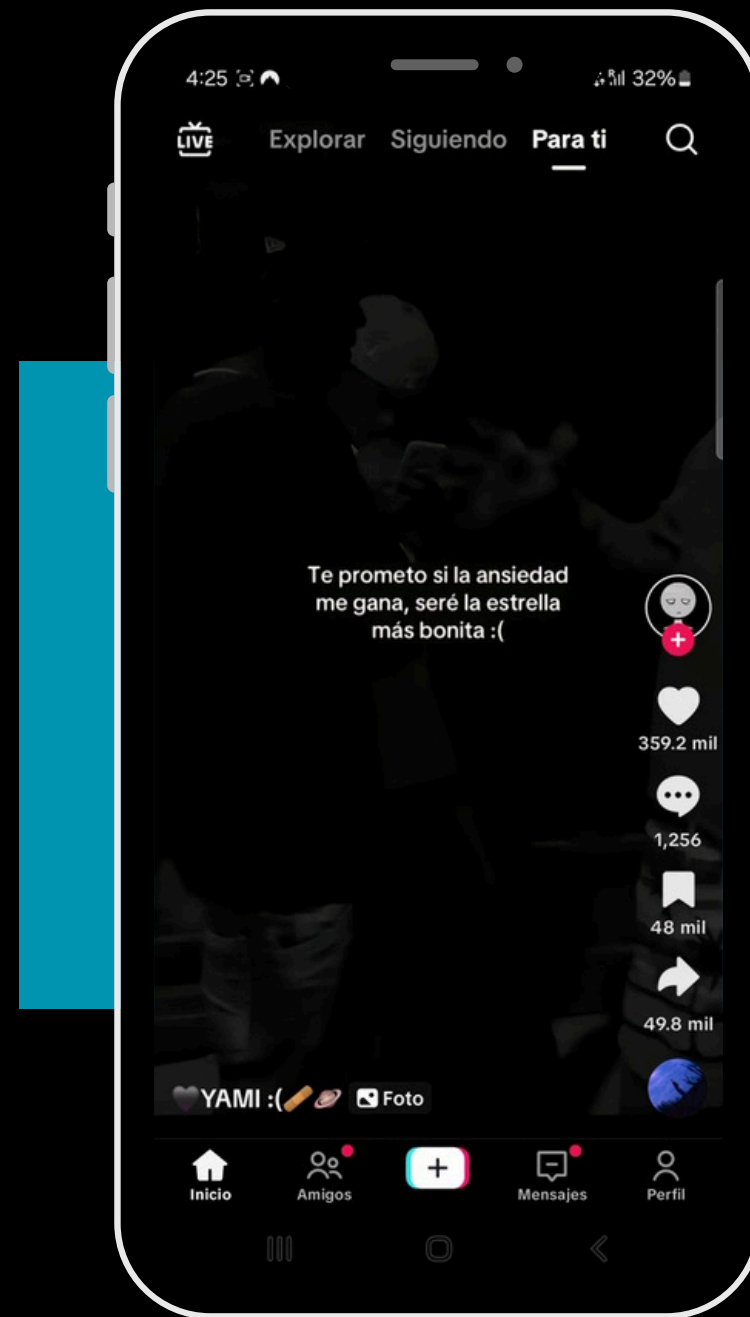 4:25 32%
LIVE Explorar Siguiendo Para ti
Te prometo si la ansiedad
me gana, seré la estrella
más bonita :(
359.2 mil
1,256
48 mil
49.8 mil
🖤YAMI :(🩹🪐 Foto
Inicio Amigos Mensajes Perfil